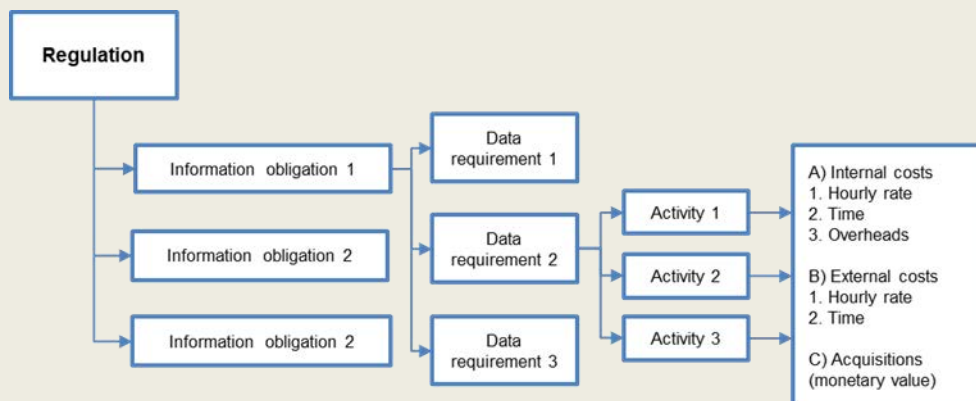 Regulation
Information obligation 1
Information obligation 2
Information obligation 2
Data
requirement 1
Data
requirement 2
Data
requirement 3
Activity 1
Activity 2
Activity 3
A) Internal costs
1. Hourly rate
2. Time
3. Overheads
B) External costs
1. Hourly rate
2. Time
C) Acquisitions
(monetary value)